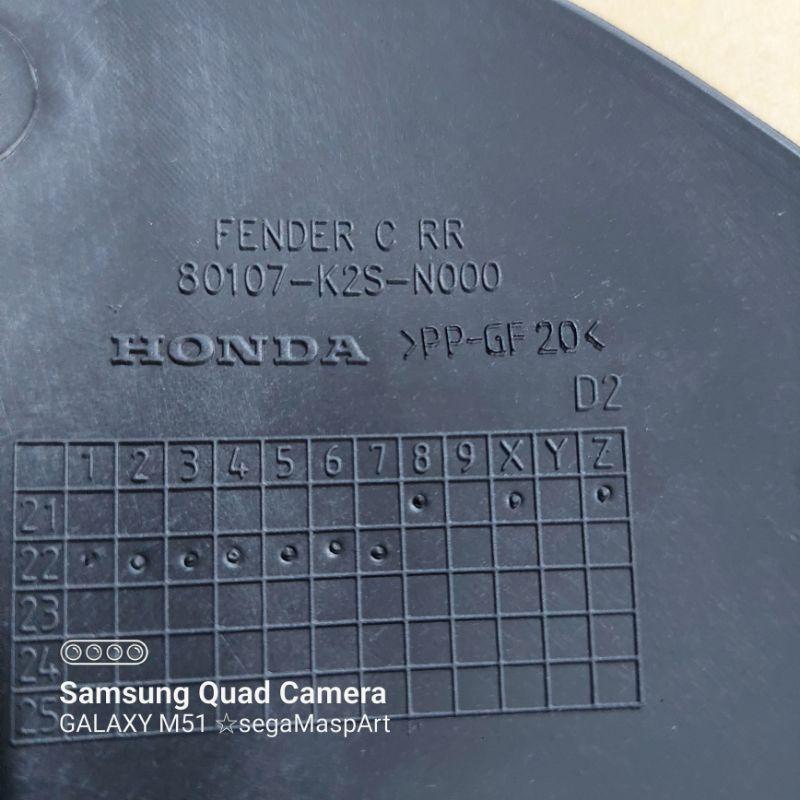 FENDER C RR
80107-K2S-N000
HONDA >PP-GF20<
D2
1 2 3 4 5 6 7 8 9 X Y Z
21
22
23
24
25
Samsung Quad Camera
GALAXY M51 ☆segaMaspArt